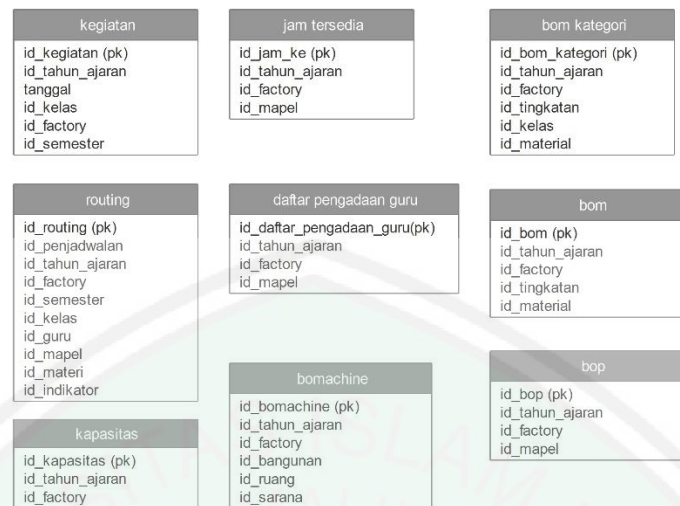 kegiatan
id_kegiatan (pk)
id_tahun_ajaran
tanggal
id_kelas
id_factory
id_semester
jam tersedia
id_jam_ke (pk)
id_tahun_ajaran
id_factory
id_mapel
bom kategori
id_bom_kategori (pk)
id_tahun_ajaran
id_factory
id_tingkatan
id_kelas
id_material
routing
id_routing (pk)
id_penjadwalan
id_tahun_ajaran
id_factory
id_semester
id_kelas
id_guru
id_mapel
id_materi
id_indikator
daftar pengadaan guru
id_daftar_pengadaan_guru(pk)
id_tahun_ajaran
id_factory
id_mapel
bom
id_bom (pk)
id_tahun_ajaran
id_factory
id_tingkatan
id_material
bomachine
id_bomachine (pk)
id_tahun_ajaran
id_factory
id_bangunan
id_ruang
id_sarana
bop
id_bop (pk)
id_tahun_ajaran
id_factory
id_mapel
kapasitas
id_kapasitas (pk)
id_tahun_ajaran
id_factory